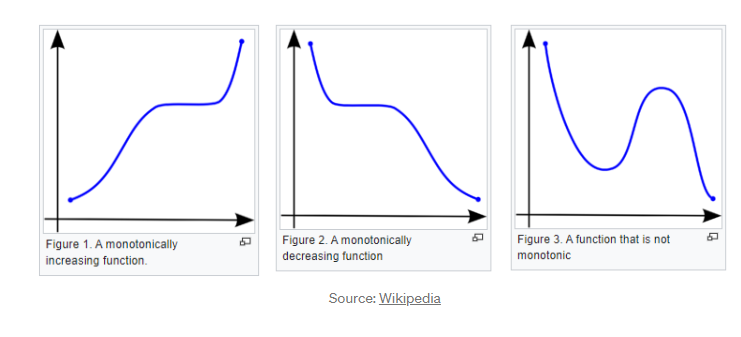 Figure 1. A monotonically
increasing function.
Figure 2. A monotonically
decreasing function
Figure 3. A function that is not
monotonic
Source: Wikipedia